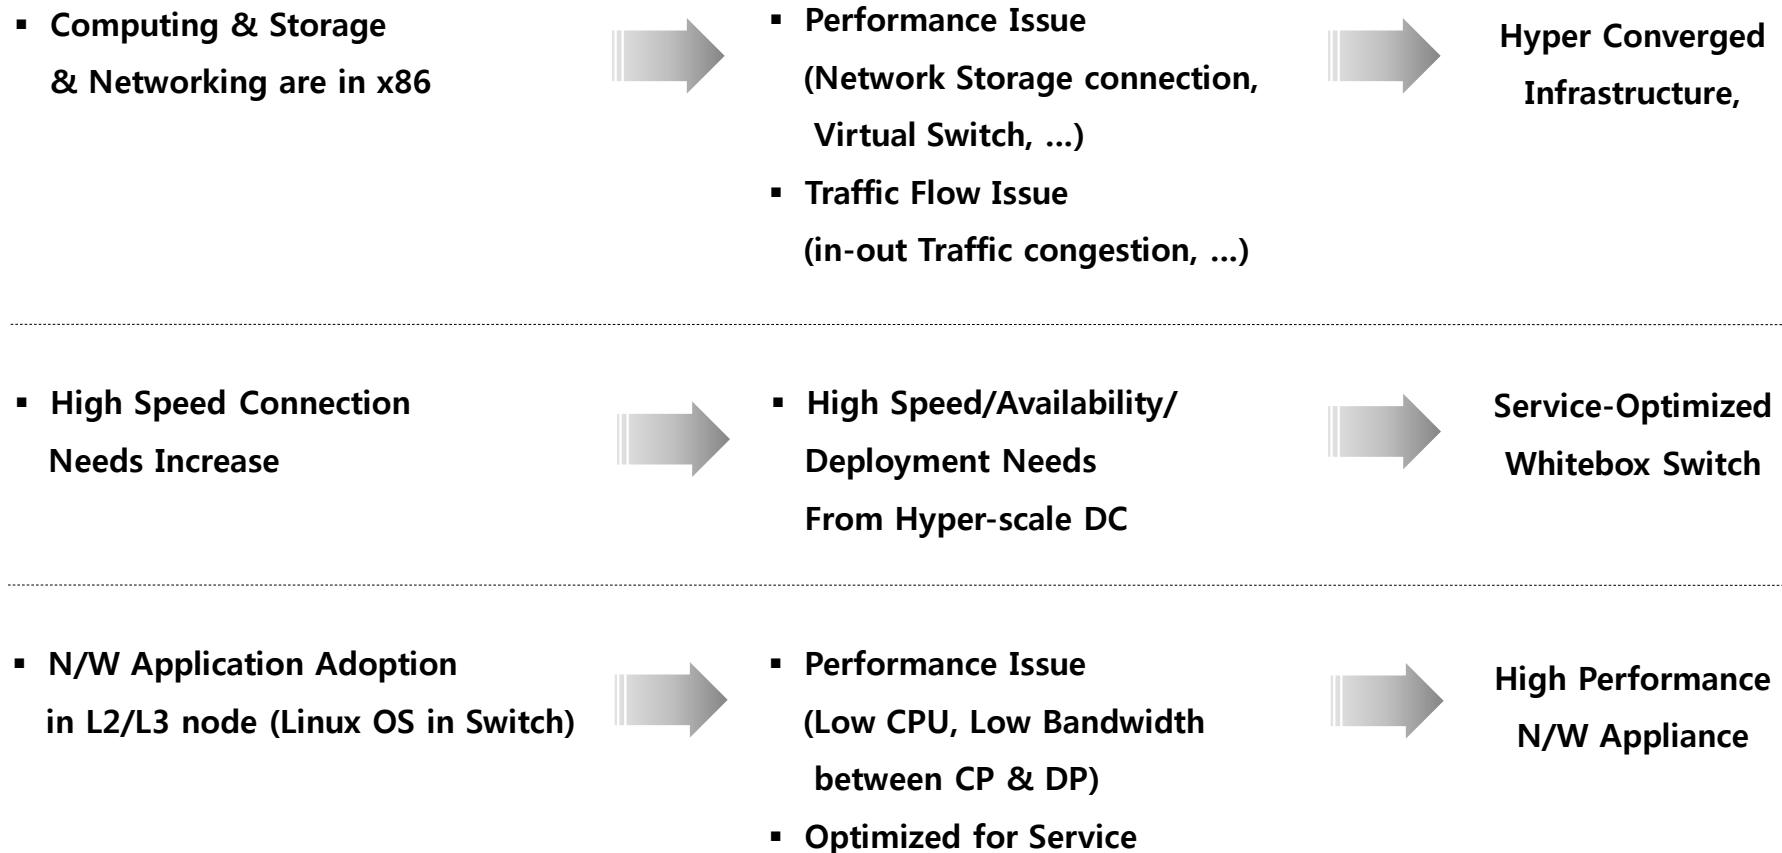 ▪ Computing & Storage
& Networking are in x86
▪ Performance Issue
(Network Storage connection,
Virtual Switch, ...)
▪ Traffic Flow Issue
(in-out Traffic congestion, ...)
Hyper Converged
Infrastructure,
▪ High Speed Connection
Needs Increase
▪ High Speed/Availability/
Deployment Needs
From Hyper-scale DC
Service-Optimized
Whitebox Switch
▪ N/W Application Adoption
in L2/L3 node (Linux OS in Switch)
▪ Performance Issue
(Low CPU, Low Bandwidth
between CP & DP)
▪ Optimized for Service
High Performance
N/W Appliance